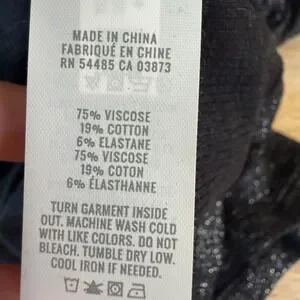 MADE IN CHINA
FABRIQUÉ EN CHINE
RN 54485 CA 03873
75% VISCOSE
19% COTTON
6% ELASTANE
75% VISCOSE
19% COTON
6% ÉLASTHANNE
TURN GARMENT INSIDE
OUT. MACHINE WASH COLD
WITH LIKE COLORS. DO NOT
BLEACH. TUMBLE DRY LOW.
COOL IRON IF NEEDED.